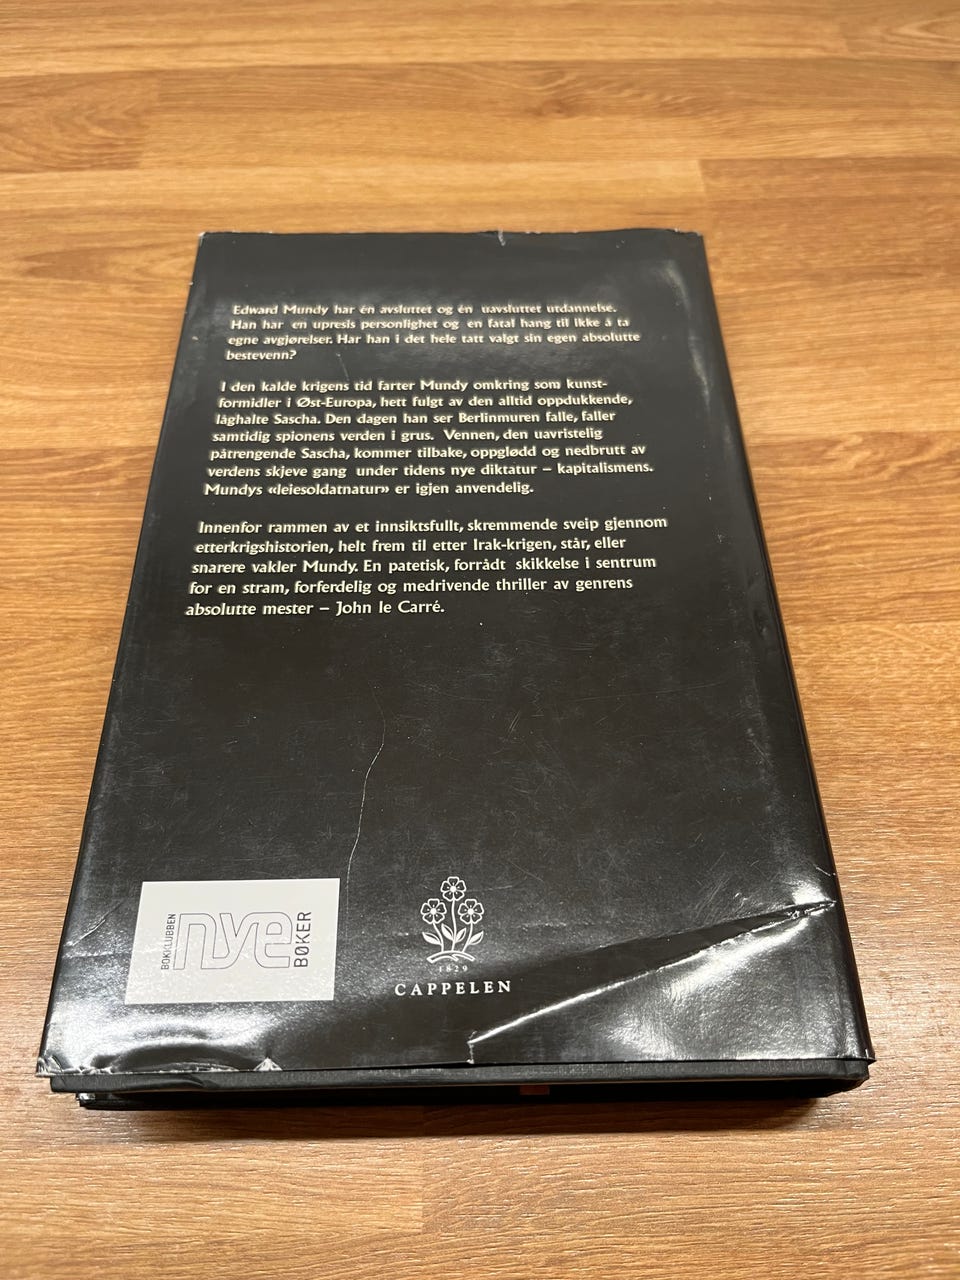 Edward Mundy har én avsluttet og én uavsluttet utdannelse.
Han har en upresis personlighet og en fatal hang til ikke å ta
egne avgjørelser. Har han i det hele tatt valgt sin egen absolutte
bestevenn?
I den kalde krigens tid farter Mundy omkring som kunst-
formidler i Øst-Europa, hett fulgt av den alltid oppdukkende,
låghalte Sascha. Den dagen han ser Berlinmuren falle, faller
samtidig spionens verden i grus. Vennen, den uavristelig
påtrengende Sascha, kommer tilbake, oppglødd og nedbrutt av
verdens skjeve gang under tidens nye diktatur – kapitalismens.
Mundys «leiesoldatnatur» er igjen anvendelig.
Innenfor rammen av et innsiktsfullt, skremmende sveip gjennom
etterkrigshistorien, helt frem til etter Irak-krigen, står, eller
snarere vakler Mundy. En patetisk, forrådt skikkelse i sentrum
for en stram, forferdelig og medrivende thriller av genrens
absolutte mester – John le Carré.
BOKKLUBBEN
nye
BØKER
1829
CAPPELEN